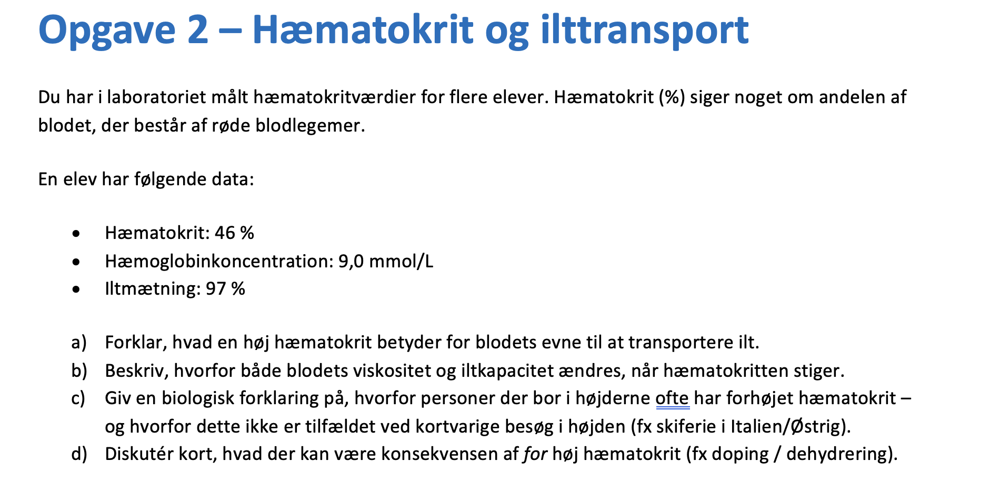 Opgave 2 – Hæmatokrit og ilttransport
Du har i laboratoriet målt hæmatokritværdier for flere elever. Hæmatokrit (%) siger noget om andelen af
blodet, der består af røde blodlegemer.
En elev har følgende data:
• Hæmatokrit: 46 %
• Hæmoglobinkoncentration: 9,0 mmol/L
• Iltmætning: 97 %
a) Forklar, hvad en høj hæmatokrit betyder for blodets evne til at transportere ilt.
b) Beskriv, hvorfor både blodets viskositet og iltkapacitet ændres, når hæmatokritten stiger.
c) Giv en biologisk forklaring på, hvorfor personer der bor i højderne ofte har forhøjet hæmatokrit –
og hvorfor dette ikke er tilfældet ved kortvarige besøg i højden (fx skiferie i Italien/Østrig).
d) Diskutér kort, hvad der kan være konsekvensen af for høj hæmatokrit (fx doping / dehydrering).